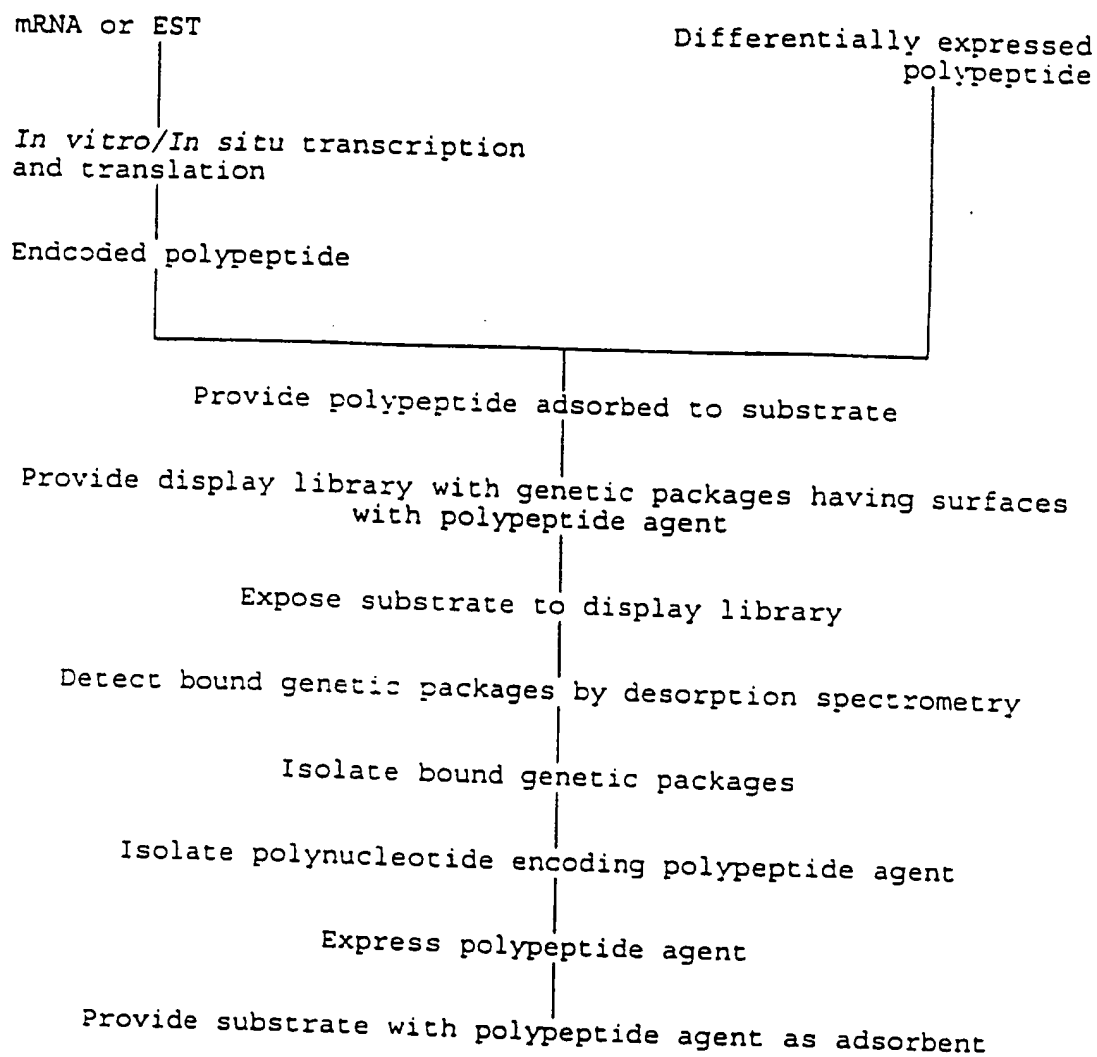 mRNA or EST
Differentially expressed
polypeptide
In vitro/In situ transcription
and translation
Endcoded polypeptide
Provide polypeptide adsorbed to substrate
Provide display library with genetic packages having surfaces
with polypeptide agent
Expose substrate to display library
Detect bound genetic packages by desorption spectrometry
Isolate bound genetic packages
Isolate polynucleotide encoding polypeptide agent
Express polypeptide agent
Provide substrate with polypeptide agent as adsorbent